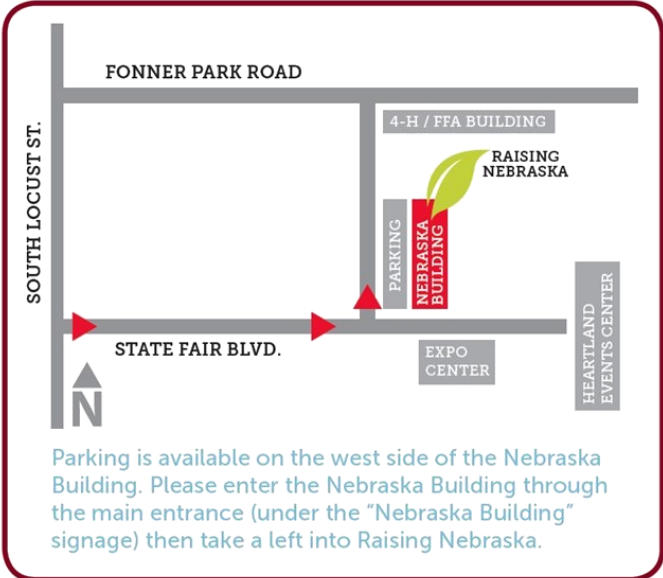 FONNER PARK ROAD
SOUTH LOCUST ST.
4-H / FFA BUILDING
RAISING
NEBRASKA
PARKING
NEBRASKA
BUILDING
HEARTLAND
EVENTS CENTER
STATE FAIR BLVD.
EXPO
CENTER
N
Parking is available on the west side of the Nebraska
Building. Please enter the Nebraska Building through
the main entrance (under the “Nebraska Building”
signage) then take a left into Raising Nebraska.